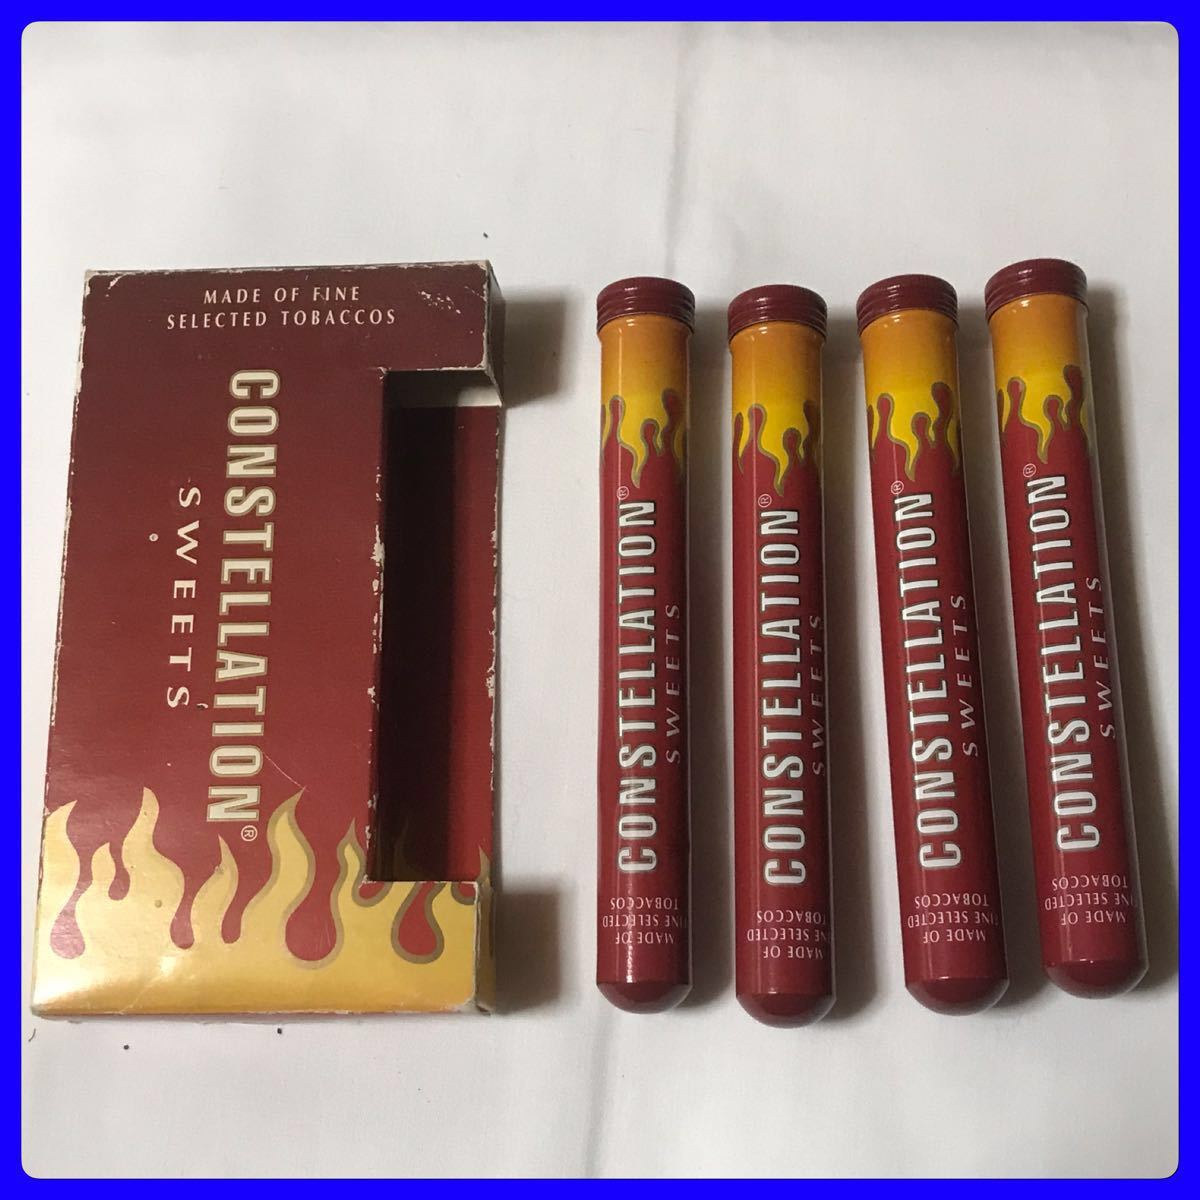 MADE OF FINE
SELECTED TOBACCOS
CONSTELLATION®
SWEETS
CONSTELLATION®
SWEETS
MADE OF
FINE SELECTED
TOBACCOS
CONSTELLATION®
SWEETS
MADE OF
FINE SELECTED
TOBACCOS
CONSTELLATION®
SWEETS
MADE OF
FINE SELECTED
TOBACCOS
CONSTELLATION®
SWEETS
MADE OF
FINE SELECTED
TOBACCOS